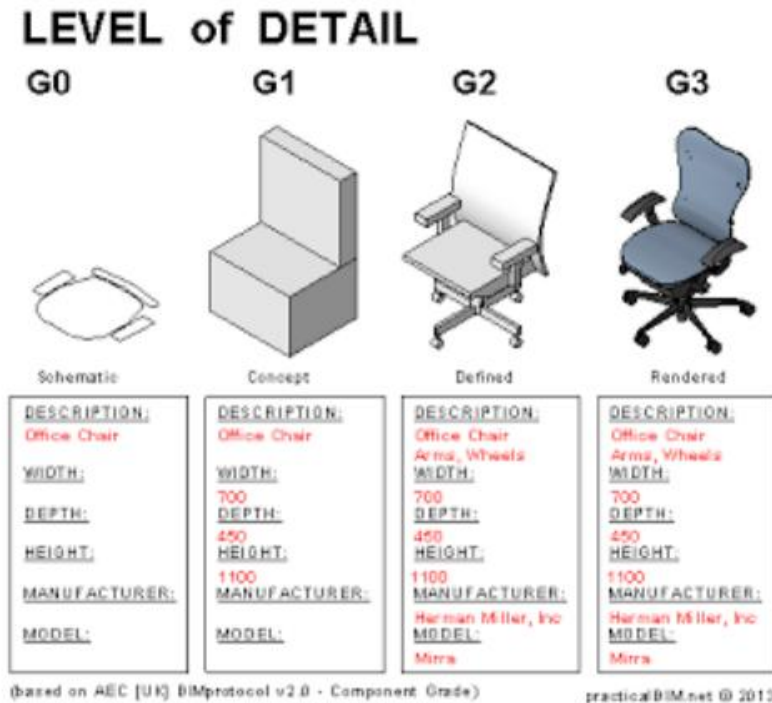 LEVEL of DETAIL
G0 G1 G2 G3
Schematic Concept Defined Rendered
DESCRIPTION:
Office Chair
WIDTH:
DEPTH:
HEIGHT:
MANUFACTURER:
MODEL:
DESCRIPTION:
Office Chair
WIDTH:
700
DEPTH:
450
HEIGHT:
1100
MANUFACTURER:
MODEL:
DESCRIPTION:
Office Chair
Arms, Wheels
WIDTH:
700
DEPTH:
450
HEIGHT:
1100
MANUFACTURER:
Herman Miller, Inc
MODEL:
Mirra
DESCRIPTION:
Office Chair
Arms, Wheels
WIDTH:
700
DEPTH:
450
HEIGHT:
1100
MANUFACTURER:
Herman Miller, Inc
MODEL:
Mirra
(based on AEC [UK] BIMprotocol v2.0 - Component Grade) practicalBIM.net © 2013